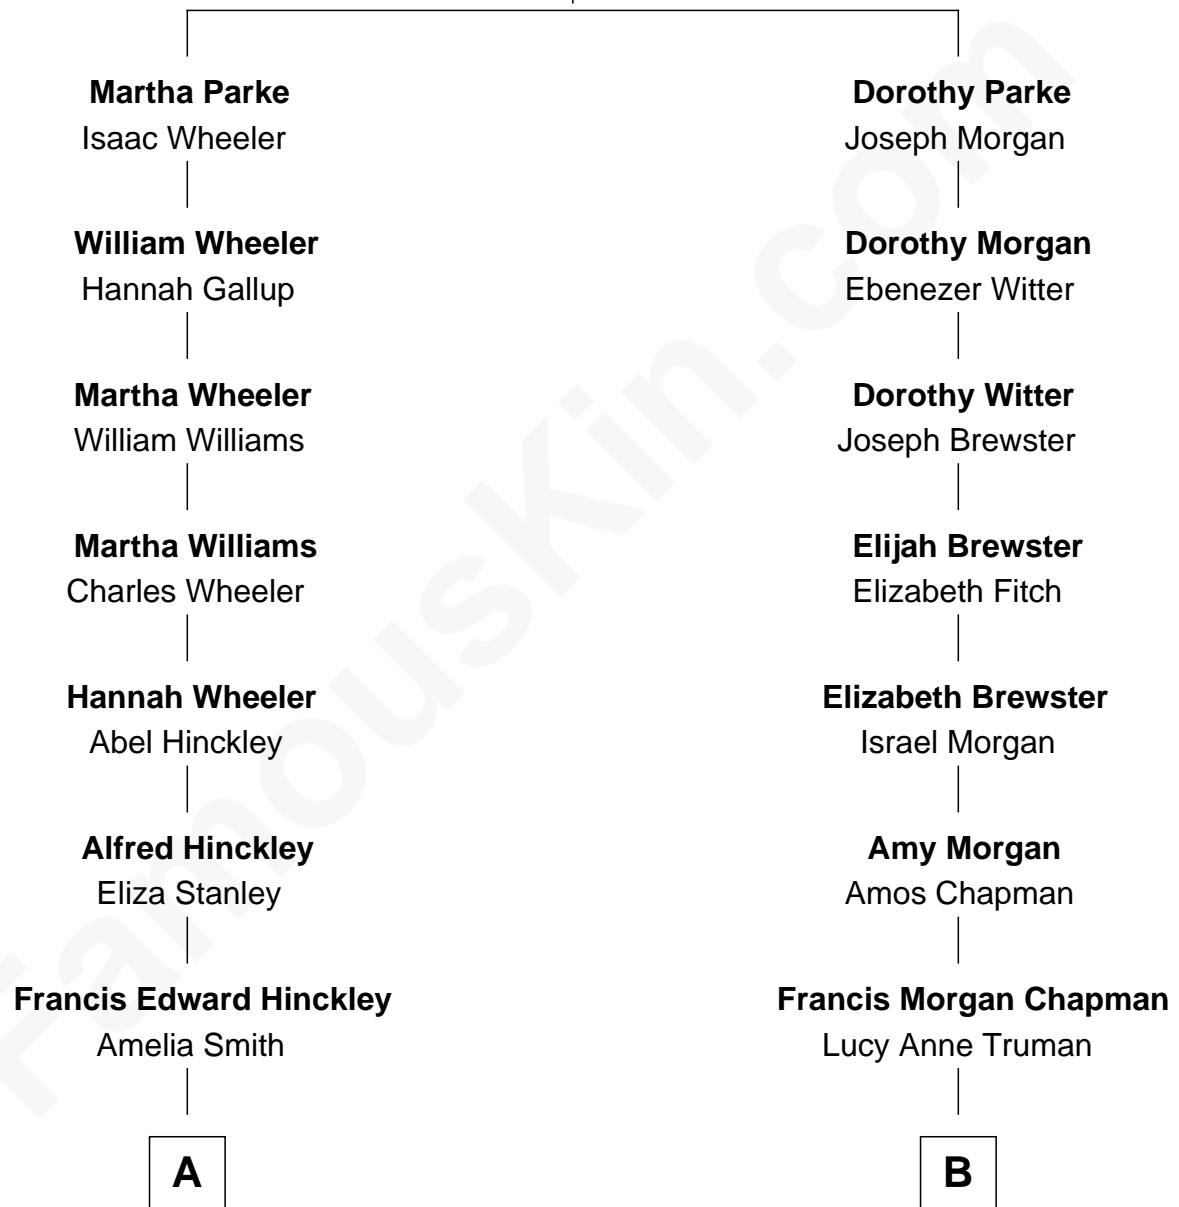 Martha Parke
Isaac Wheeler
William Wheeler
Hannah Gallup
Martha Wheeler
William Williams
Martha Williams
Charles Wheeler
Hannah Wheeler
Abel Hinckley
Alfred Hinckley
Eliza Stanley
Francis Edward Hinckley
Amelia Smith
A
Dorothy Parke
Joseph Morgan
Dorothy Morgan
Ebenezer Witter
Dorothy Witter
Joseph Brewster
Elijah Brewster
Elizabeth Fitch
Elizabeth Brewster
Israel Morgan
Amy Morgan
Amos Chapman
Francis Morgan Chapman
Lucy Anne Truman
B
FamousKin.com